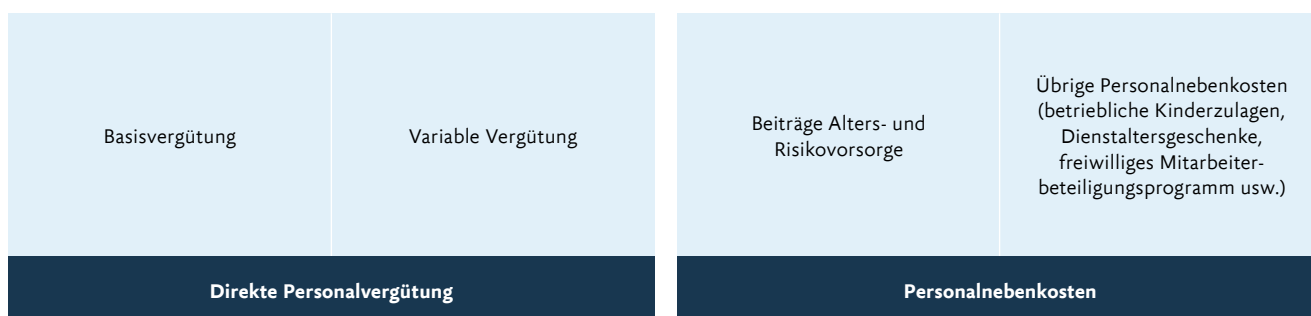 Basisvergütung
Variable Vergütung
Beiträge Alters- und
Risikovorsorge
Übrige Personalnebenkosten
(betriebliche Kinderzulagen,
Dienstaltersgeschenke,
freiwilliges Mitarbeiter-
beteiligungsprogramm usw.)
Direkte Personalvergütung
Personalnebenkosten